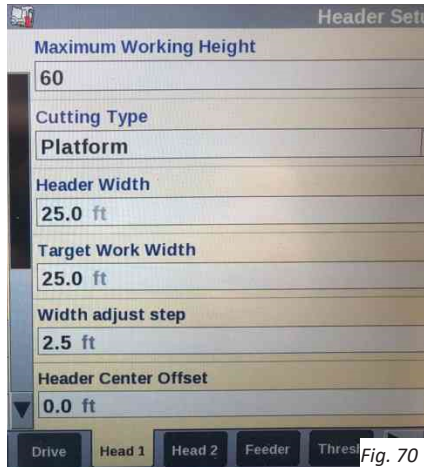 Header Setu
Maximum Working Height
60
Cutting Type
Platform
Header Width
25.0 ft
Target Work Width
25.0 ft
Width adjust step
2.5 ft
Header Center Offset
0.0 ft
Drive Head 1 Head 2 Feeder Thresh
Fig. 70